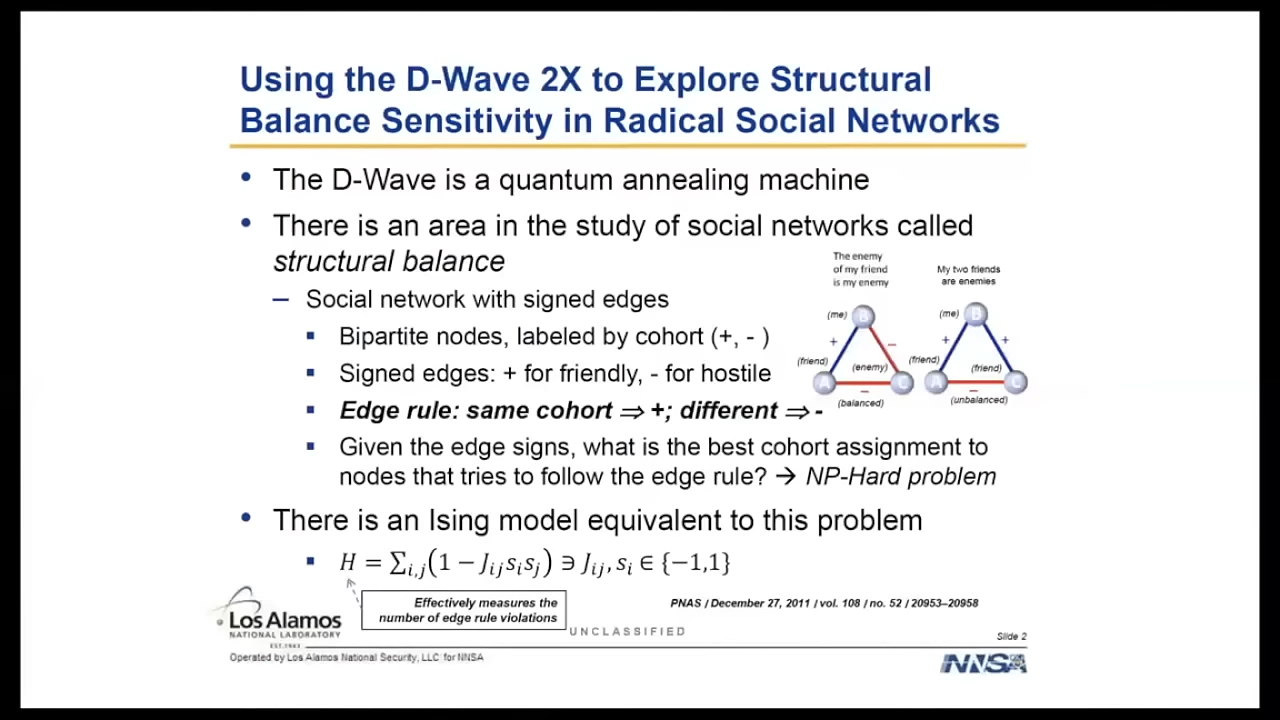 Using the D-Wave 2X to Explore Structural
Balance Sensitivity in Radical Social Networks
• The D-Wave is a quantum annealing machine
• There is an area in the study of social networks called
structural balance
– Social network with signed edges
▪ Bipartite nodes, labeled by cohort (+, - )
▪ Signed edges: + for friendly, - for hostile
▪ Edge rule: same cohort ⇒ +; different ⇒ -
▪ Given the edge signs, what is the best cohort assignment to
nodes that tries to follow the edge rule? → NP-Hard problem
The enemy
of my friend
is my enemy
(me) B
+ −
(friend) (enemy)
A C
−
(balanced)
My two friends
are enemies
(me) B
+ +
(friend) (friend)
A C
−
(unbalanced)
• There is an Ising model equivalent to this problem
▪ H = ∑i,j(1 − Jijsisj) ∋ Jij, si ∈ {−1,1}
Effectively measures the
number of edge rule violations
PNAS / December 27, 2011 / vol. 108 / no. 52 / 20953–20958
Los Alamos
NATIONAL LABORATORY
EST.1943
UNCLASSIFIED
Slide 2
Operated by Los Alamos National Security, LLC for NNSA
NNSA